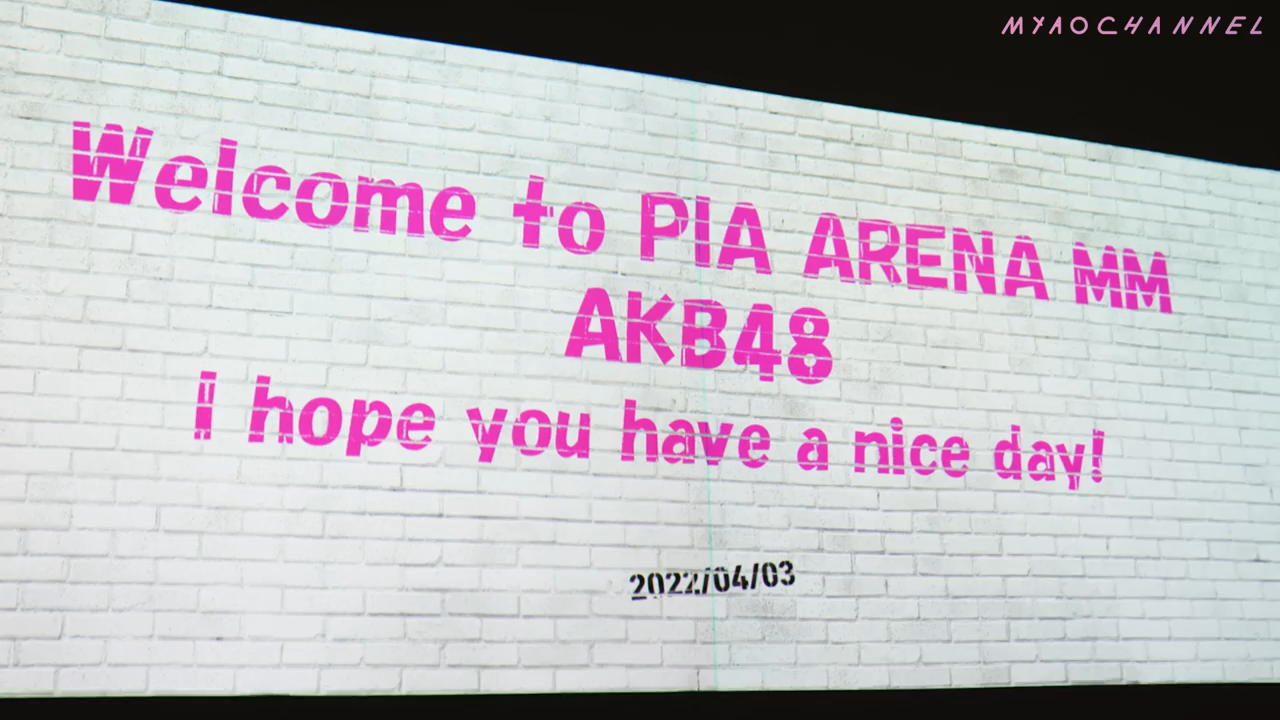 MYAOCHANNEL
Welcome to PIA ARENA MM
AKB48
I hope you have a nice day!
2022/04/03